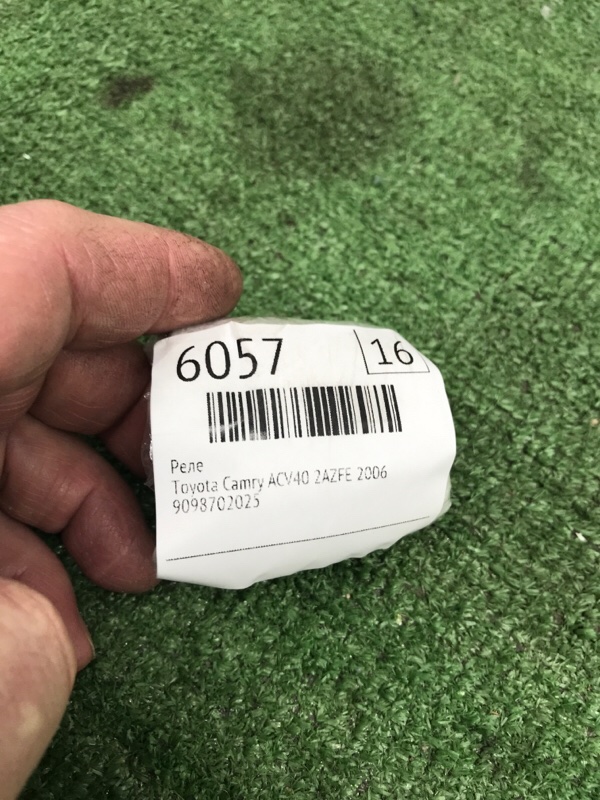 6057 16
Реле
Toyota Camry ACV40 2AZFE 2006
9098702025